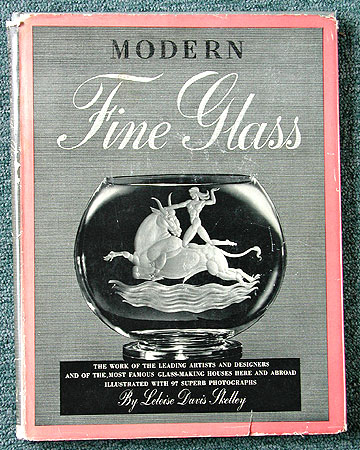 MODERN
Fine Glass
THE WORK OF THE LEADING ARTISTS AND DESIGNERS
AND OF THE MOST FAMOUS GLASS-MAKING HOUSES HERE AND ABROAD
ILLUSTRATED WITH 97 SUPERB PHOTOGRAPHS
By Leloise Davis Skelley